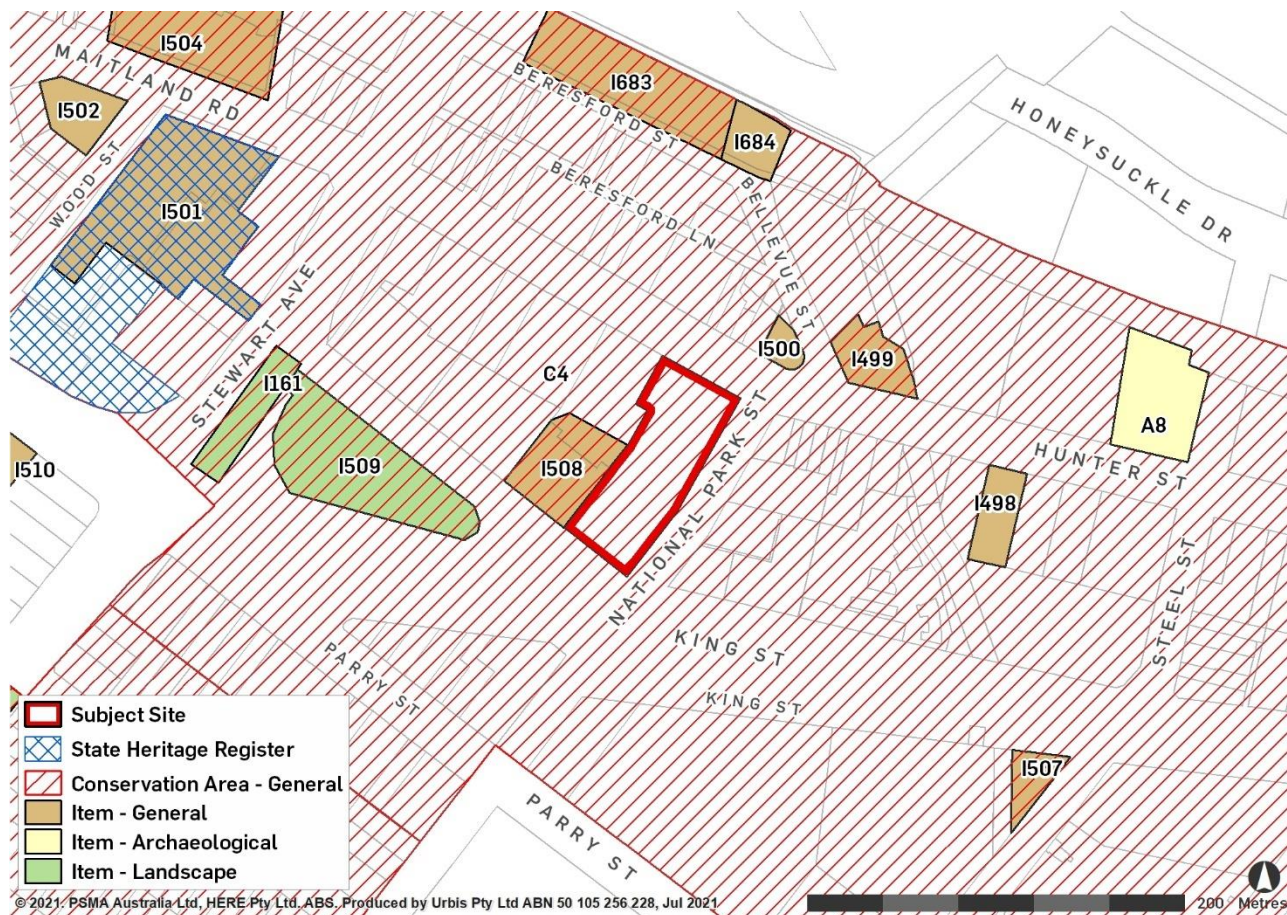 I504
MAITLAND RD
I502
I683
BERESFORD ST
I684
HONEYSUCKLE DR
WOOD ST
I501
BERESFORD LN
BELLEVUE ST
STEWART AVE
I500
I499
I161
C4
A8
NATIONAL PARK ST
HUNTER ST
I510
I509
I508
I498
STEEL ST
KING ST
PARRY ST
KING ST
I507
PARRY ST
Subject Site
State Heritage Register
Conservation Area - General
Item - General
Item - Archaeological
Item - Landscape
© 2021. PSMA Australia Ltd, HERE Pty Ltd. ABS. Produced by Urbis Pty Ltd ABN 50 105 256 228, Jul 2021
200 Metres